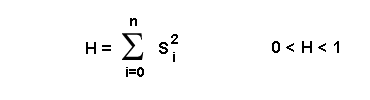 H = n∑i=0 S²i 0 < H < 1